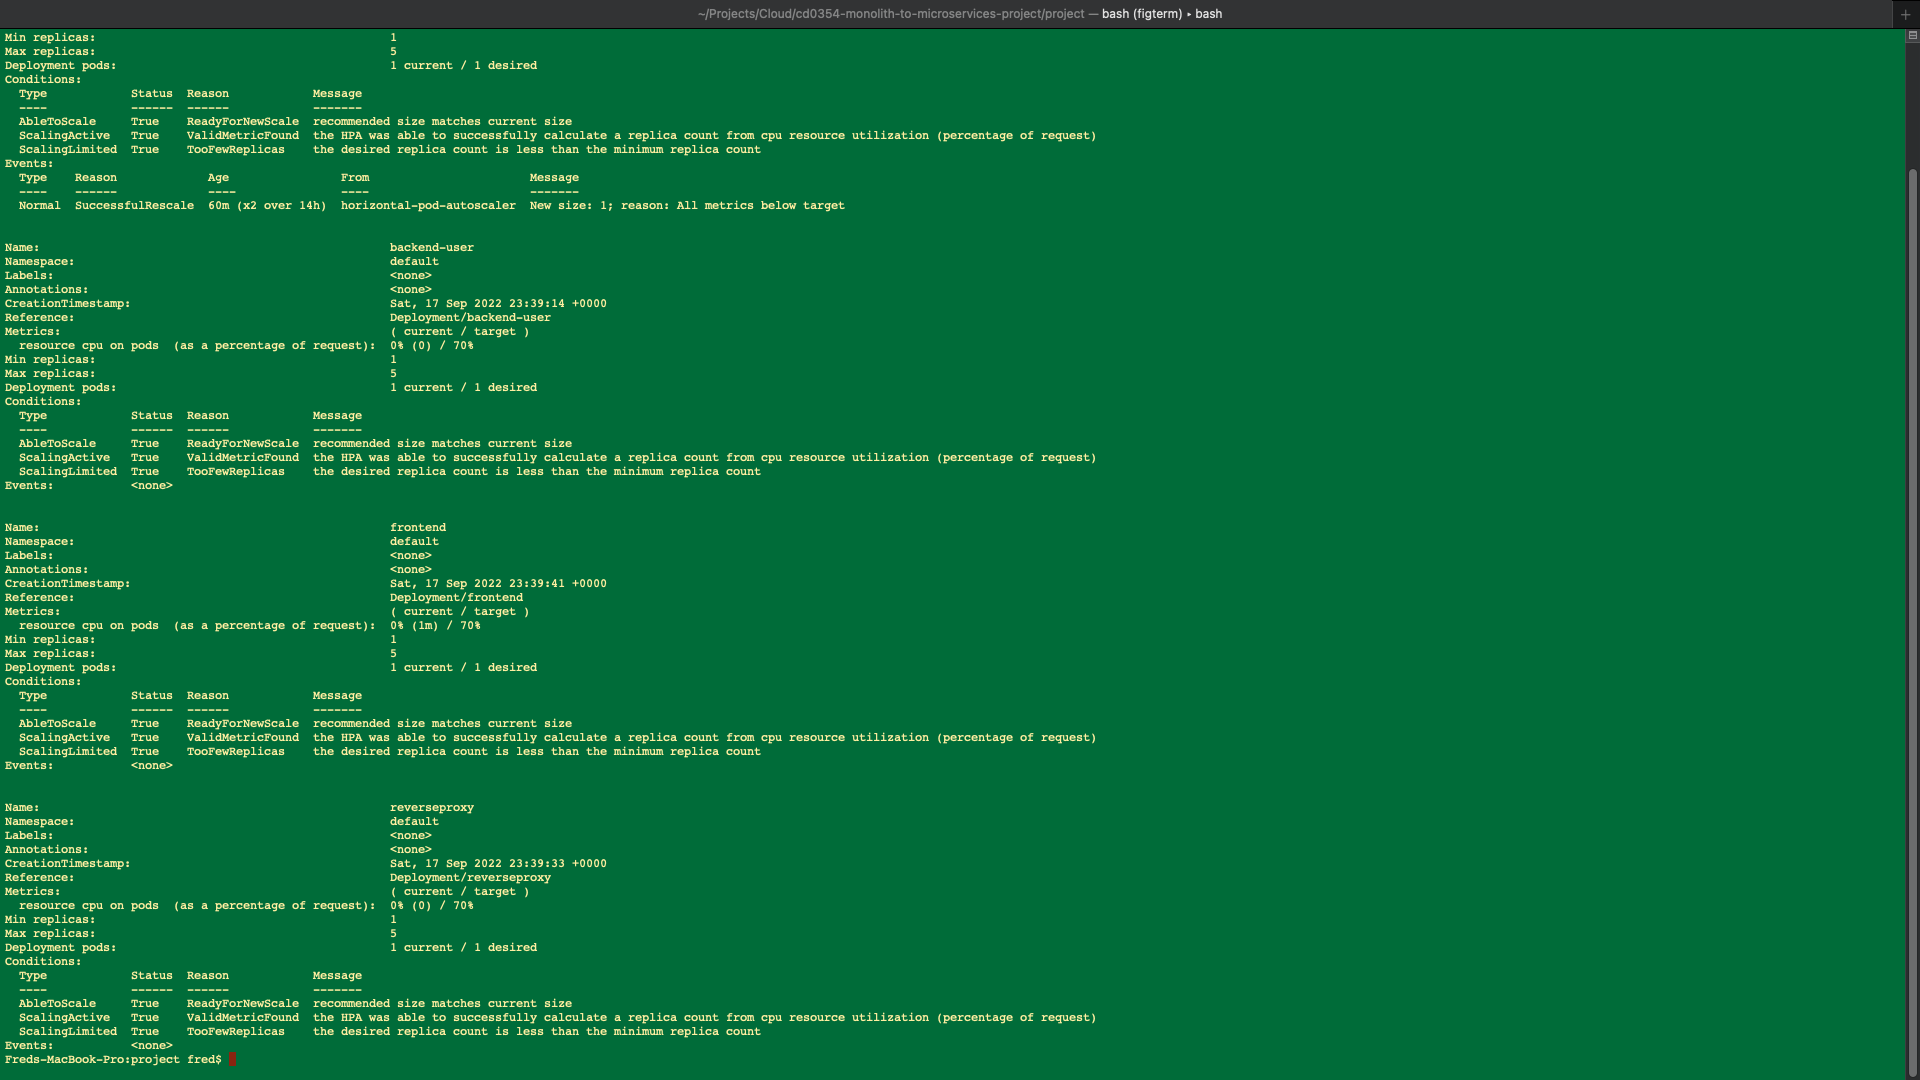 ~/Projects/Cloud/cd0354-monolith-to-microservices-project/project — bash (figterm) ▸ bash
Min replicas:                                          1
Max replicas:                                          5
Deployment pods:                                       1 current / 1 desired
Conditions:
  Type            Status  Reason            Message
  ----            ------  ------            -------
  AbleToScale     True    ReadyForNewScale  recommended size matches current size
  ScalingActive   True    ValidMetricFound  the HPA was able to successfully calculate a replica count from cpu resource utilization (percentage of request)
  ScalingLimited  True    TooFewReplicas    the desired replica count is less than the minimum replica count
Events:
  Type    Reason             Age                From                       Message
  ----    ------             ----               ----                       -------
  Normal  SuccessfulRescale  60m (x2 over 14h)  horizontal-pod-autoscaler  New size: 1; reason: All metrics below target
Name:                                                  backend-user
Namespace:                                             default
Labels:                                                <none>
Annotations:                                           <none>
CreationTimestamp:                                     Sat, 17 Sep 2022 23:39:14 +0000
Reference:                                             Deployment/backend-user
Metrics:                                               ( current / target )
  resource cpu on pods  (as a percentage of request):  0% (0) / 70%
Min replicas:                                          1
Max replicas:                                          5
Deployment pods:                                       1 current / 1 desired
Conditions:
  Type            Status  Reason            Message
  ----            ------  ------            -------
  AbleToScale     True    ReadyForNewScale  recommended size matches current size
  ScalingActive   True    ValidMetricFound  the HPA was able to successfully calculate a replica count from cpu resource utilization (percentage of request)
  ScalingLimited  True    TooFewReplicas    the desired replica count is less than the minimum replica count
Events:           <none>
Name:                                                  frontend
Namespace:                                             default
Labels:                                                <none>
Annotations:                                           <none>
CreationTimestamp:                                     Sat, 17 Sep 2022 23:39:41 +0000
Reference:                                             Deployment/frontend
Metrics:                                               ( current / target )
  resource cpu on pods  (as a percentage of request):  0% (1m) / 70%
Min replicas:                                          1
Max replicas:                                          5
Deployment pods:                                       1 current / 1 desired
Conditions:
  Type            Status  Reason            Message
  ----            ------  ------            -------
  AbleToScale     True    ReadyForNewScale  recommended size matches current size
  ScalingActive   True    ValidMetricFound  the HPA was able to successfully calculate a replica count from cpu resource utilization (percentage of request)
  ScalingLimited  True    TooFewReplicas    the desired replica count is less than the minimum replica count
Events:           <none>
Name:                                                  reverseproxy
Namespace:                                             default
Labels:                                                <none>
Annotations:                                           <none>
CreationTimestamp:                                     Sat, 17 Sep 2022 23:39:33 +0000
Reference:                                             Deployment/reverseproxy
Metrics:                                               ( current / target )
  resource cpu on pods  (as a percentage of request):  0% (0) / 70%
Min replicas:                                          1
Max replicas:                                          5
Deployment pods:                                       1 current / 1 desired
Conditions:
  Type            Status  Reason            Message
  ----            ------  ------            -------
  AbleToScale     True    ReadyForNewScale  recommended size matches current size
  ScalingActive   True    ValidMetricFound  the HPA was able to successfully calculate a replica count from cpu resource utilization (percentage of request)
  ScalingLimited  True    TooFewReplicas    the desired replica count is less than the minimum replica count
Events:           <none>
Freds-MacBook-Pro:project fred$